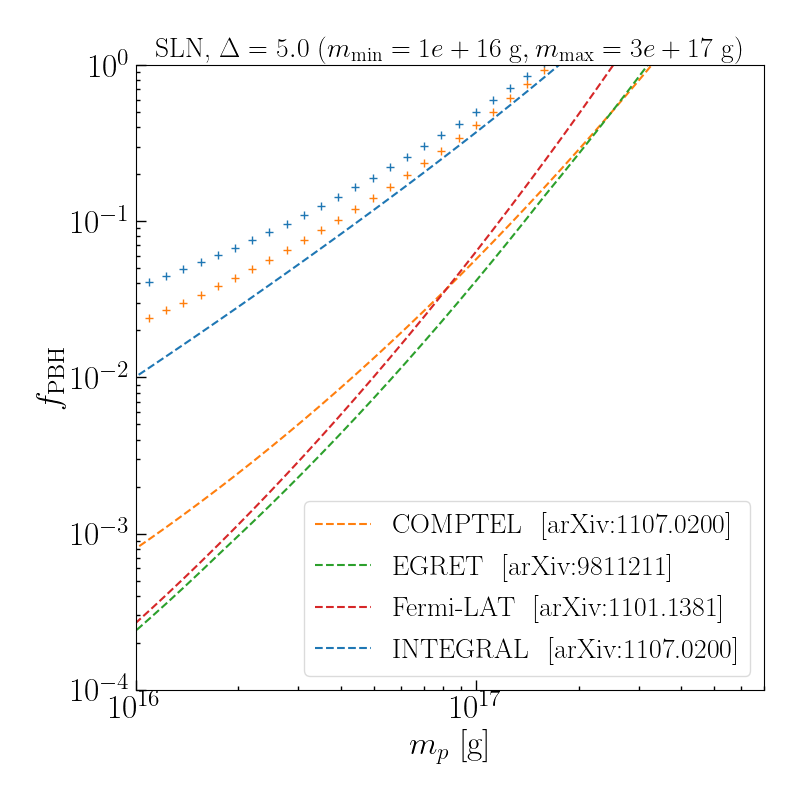 SLN, Δ = 5.0 (m_min = 1e + 16 g, m_max = 3e + 17 g)
10^0
10^−1
10^−2
10^−3
10^−4
f_PBH
COMPTEL [arXiv:1107.0200]
EGRET [arXiv:9811211]
Fermi-LAT [arXiv:1101.1381]
INTEGRAL [arXiv:1107.0200]
10^16
10^17
m_p [g]